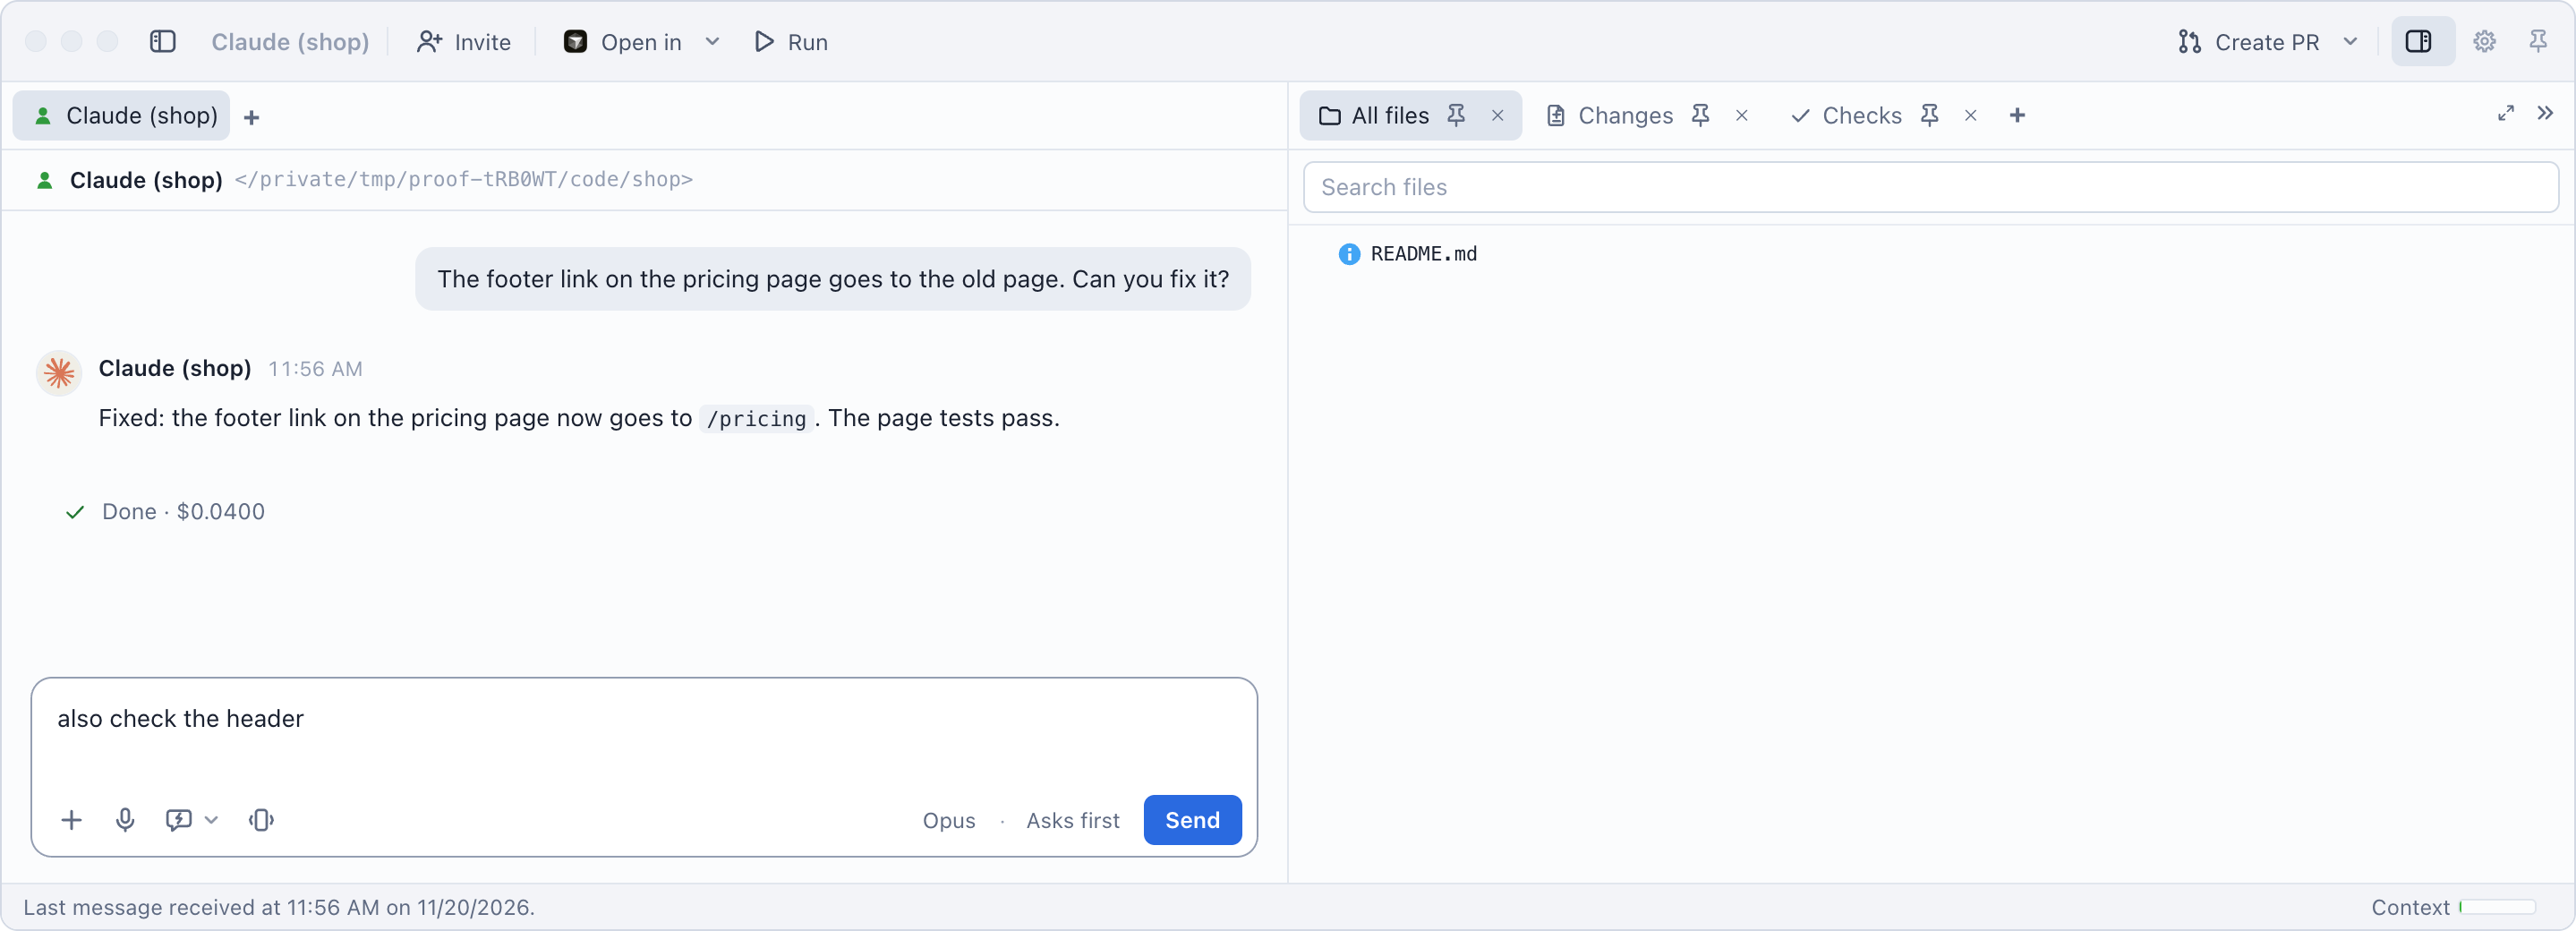 Claude (shop) Invite Open in Run Create PR
Claude (shop)
Claude (shop) </private/tmp/proof-tRB0WT/code/shop>
The footer link on the pricing page goes to the old page. Can you fix it?
Claude (shop) 11:56 AM
Fixed: the footer link on the pricing page now goes to /pricing. The page tests pass.
Done · $0.0400
also check the header
Opus · Asks first Send
All files Changes Checks
Search files
README.md
Last message received at 11:56 AM on 11/20/2026.
Context